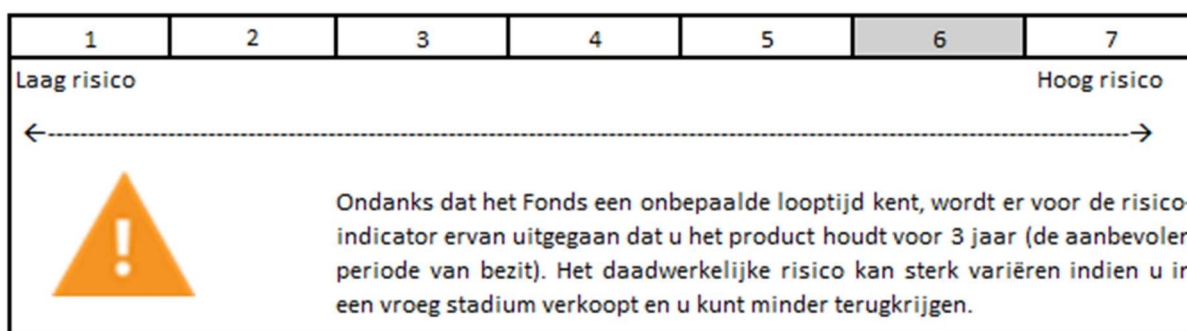 1 2 3 4 5 6 7
Laag risico Hoog risico
←→
!
Ondanks dat het Fonds een onbepaalde looptijd kent, wordt er voor de risico-
indicator ervan uitgegaan dat u het product houdt voor 3 jaar (de aanbevolen
periode van bezit). Het daadwerkelijke risico kan sterk variëren indien u in
een vroeg stadium verkoopt en u kunt minder terugkrijgen.